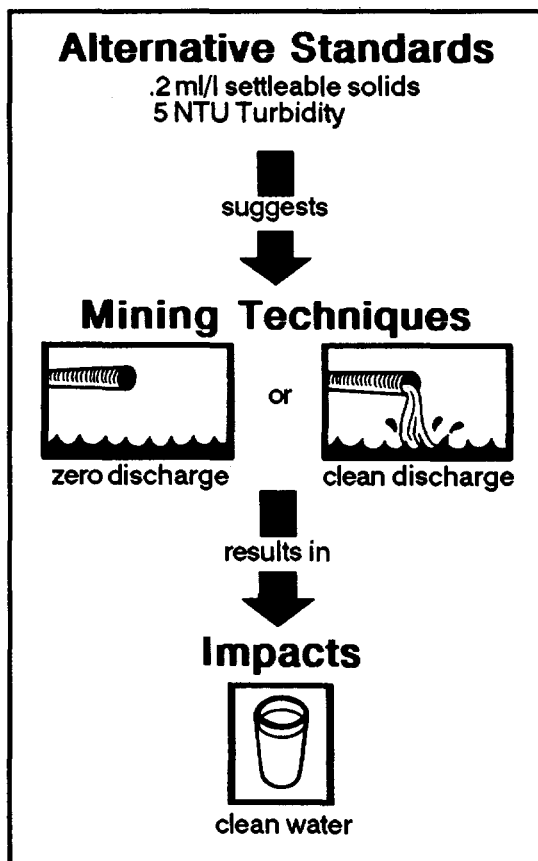 Alternative Standards
.2 ml/l settleable solids
5 NTU Turbidity
suggests
Mining Techniques
or
zero discharge
clean discharge
results in
Impacts
clean water